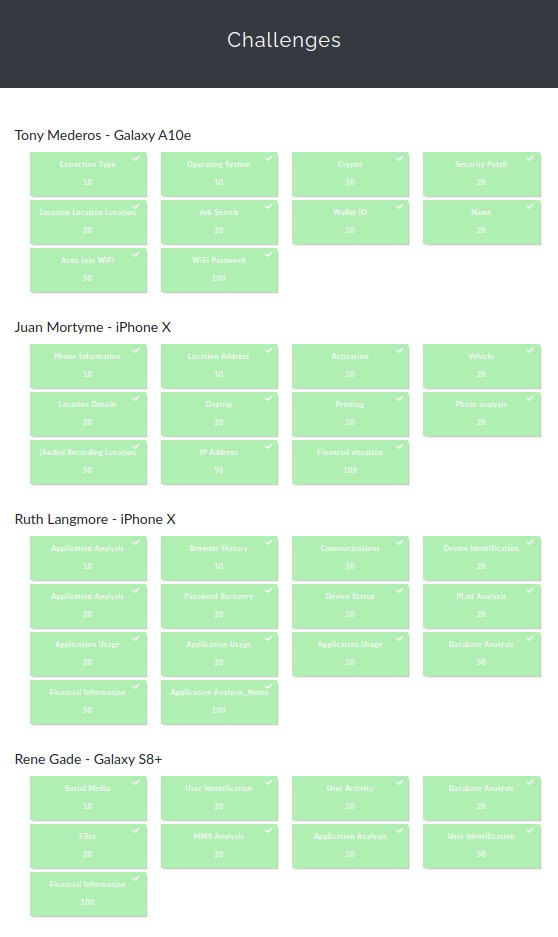 Challenges
Tony Mederos - Galaxy A10e
Extraction Type Operating System Crypto Security Patch
10 10 10 20
Location Location Location Job Search Wallet ID Name
20 20 20 20
Auto Join WiFi WiFi Password
50 100
Juan Mortyme - iPhone X
Phone Information Location Address Activation Vehicle
10 10 20 20
Location Details Daytrip Printing Photo analysis
20 20 20 20
(Audio) Recording Location IP Address Financial situation
50 50 100
Ruth Langmore - iPhone X
Application Analysis Browser History Communications Device Identification
10 10 10 20
Application Analysis Password Recovery Device Status PList Analysis
20 20 20 20
Application Usage Application Usage Application Usage Database Analysis
20 20 20 50
Financial Information Application Analysis_Notes
50 100
Rene Gade - Galaxy S8+
Social Media User Identification User Activity Database Analysis
10 20 20 20
Files MMS Analysis Application Analysis User Identification
20 20 20 50
Financial Information
100